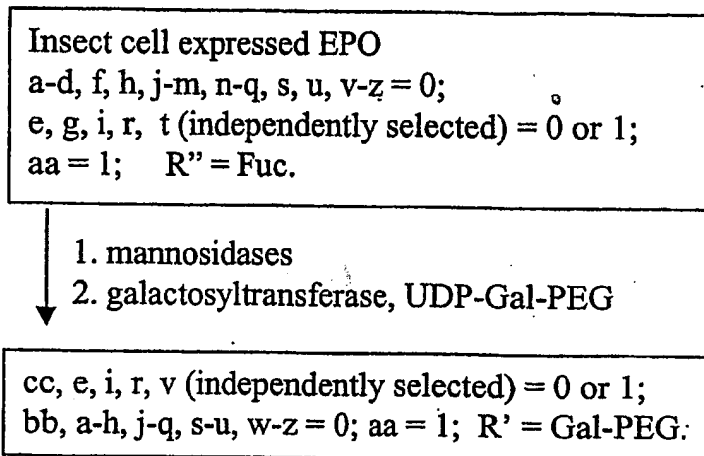 Insect cell expressed EPO
a-d, f, h, j-m, n-q, s, u, v-z = 0;
e, g, i, r, t (independently selected) = 0 or 1;
aa = 1; R” = Fuc.
1. mannosidases
2. galactosyltransferase, UDP-Gal-PEG
cc, e, i, r, v (independently selected) = 0 or 1;
bb, a-h, j-q, s-u, w-z = 0; aa = 1; R’ = Gal-PEG.